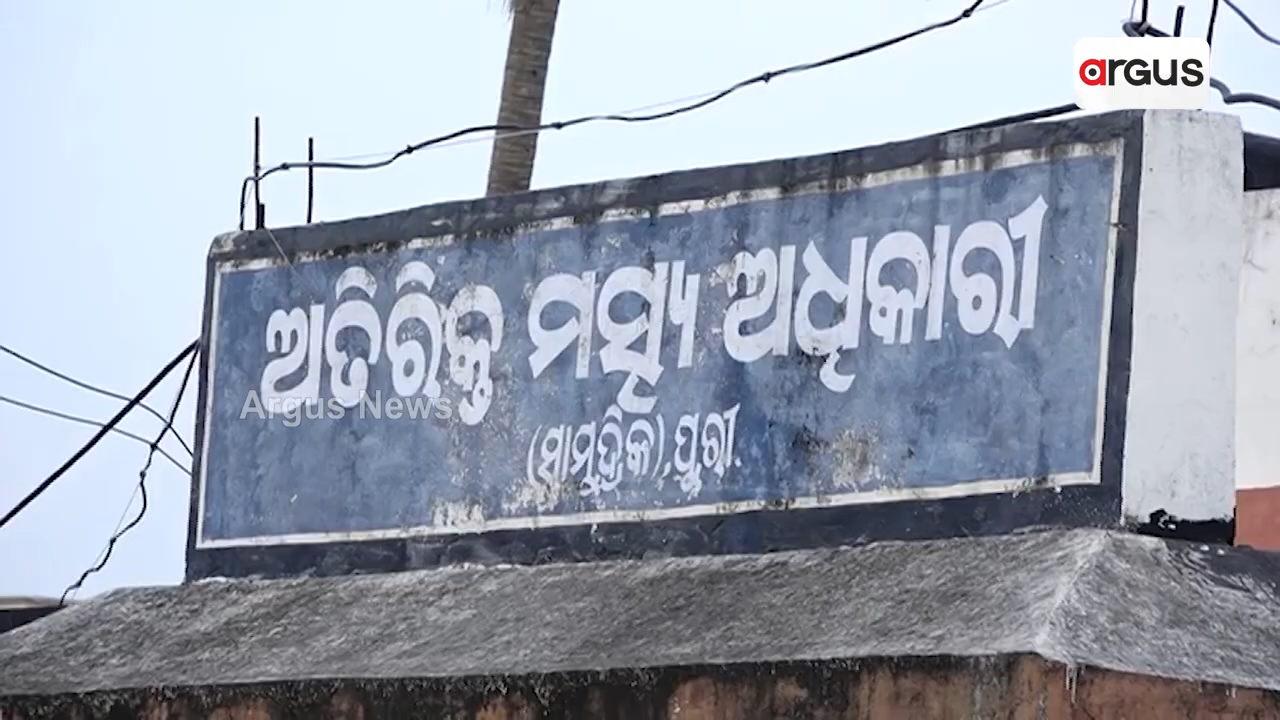 argus
ଅତିରିକ୍ତ ମତ୍ସ୍ୟ ଅଧିକାରୀ
Argus News
(ସାମୁଦ୍ରିକ),ପୁରୀ.